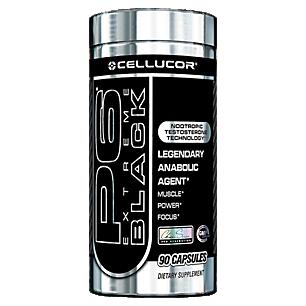 CELLUCOR®
P6
EXTREME
BLACK
NOOTROPIC
TESTOSTERONE
TECHNOLOGY*
LEGENDARY
ANABOLIC
AGENT*
MUSCLE*
POWER*
FOCUS*
90 CAPSULES
DIETARY SUPPLEMENT